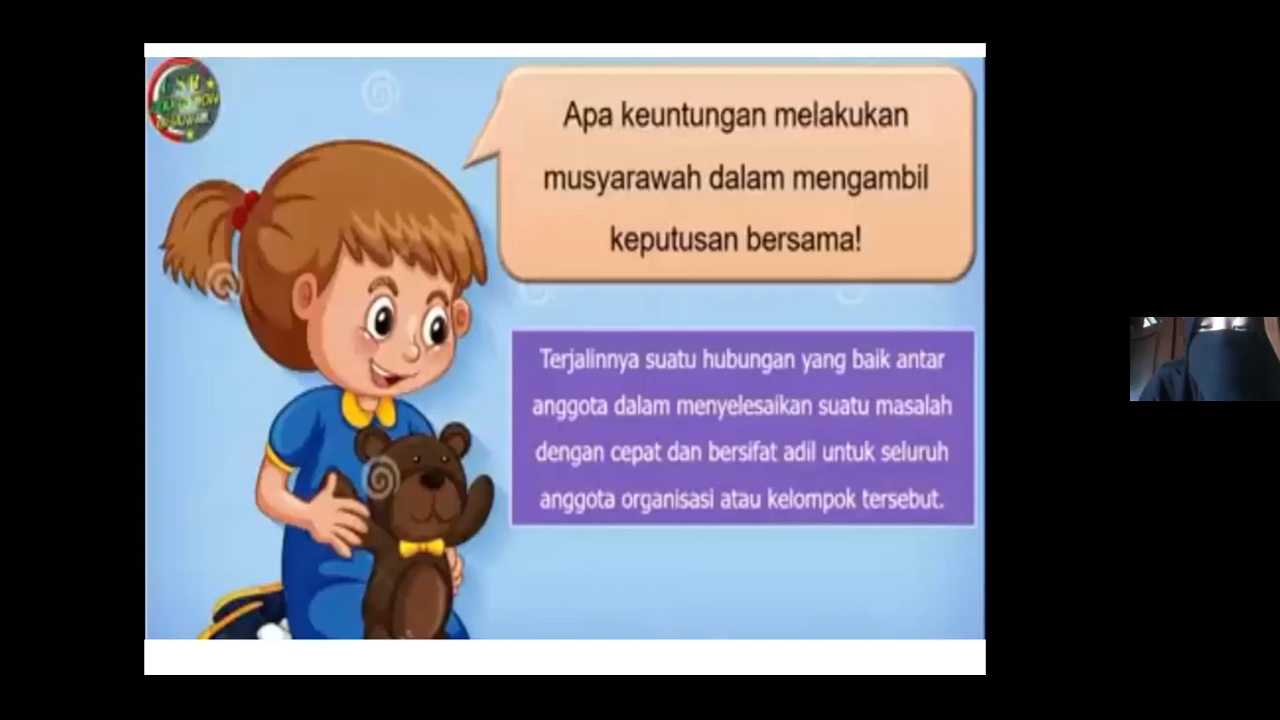 Apa keuntungan melakukan
musyarawah dalam mengambil
keputusan bersama!
Terjalinnya suatu hubungan yang baik antar
anggota dalam menyelesaikan suatu masalah
dengan cepat dan bersifat adil untuk seluruh
anggota organisasi atau kelompok tersebut.